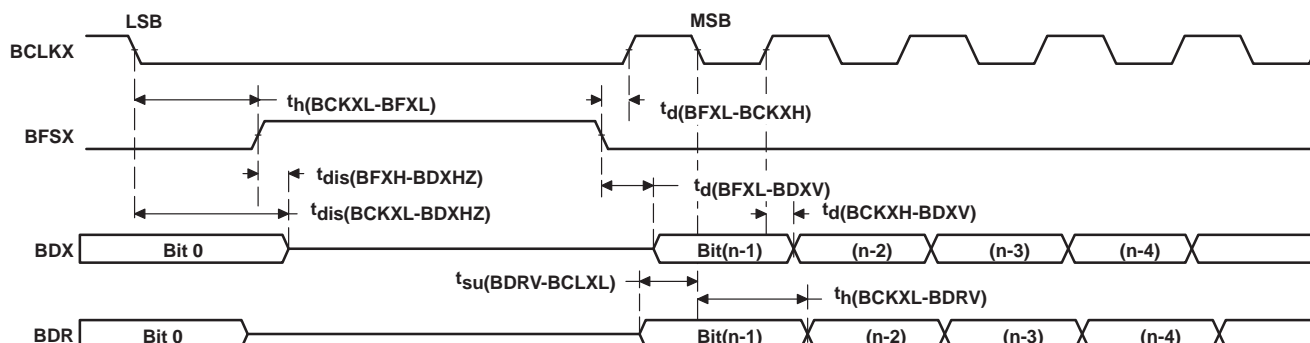 LSB MSB
BCLKX
th(BCKXL-BFXL) td(BFXL-BCKXH)
BFSX
tdis(BFXH-BDXHZ) td(BFXL-BDXV)
tdis(BCKXL-BDXHZ) td(BCKXH-BDXV)
BDX Bit 0 Bit(n-1) (n-2) (n-3) (n-4)
tsu(BDRV-BCLXL) th(BCKXL-BDRV)
BDR Bit 0 Bit(n-1) (n-2) (n-3) (n-4)